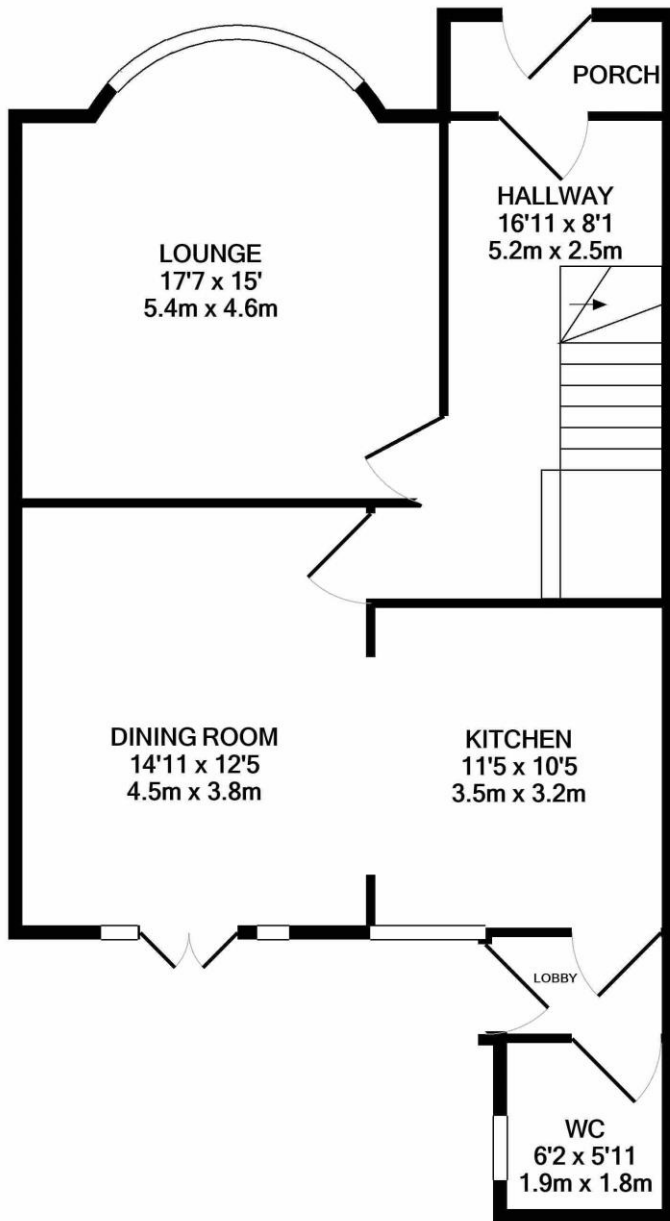 PORCH
HALLWAY
16'11 x 8'1
5.2m x 2.5m
LOUNGE
17'7 x 15'
5.4m x 4.6m
DINING ROOM
14'11 x 12'5
4.5m x 3.8m
KITCHEN
11'5 x 10'5
3.5m x 3.2m
LOBBY
WC
6'2 x 5'11
1.9m x 1.8m